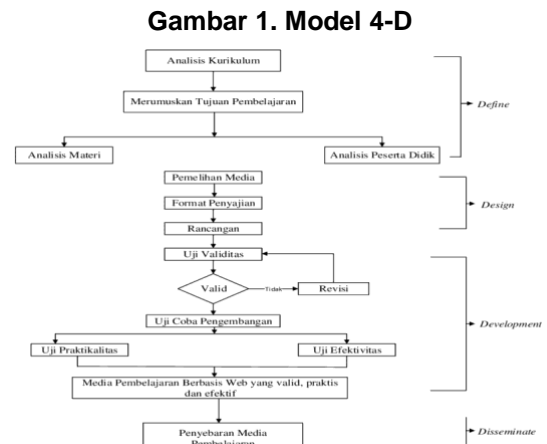 Gambar 1. Model 4-D
Analisis Kurikulum
Merumuskan Tujuan Pembelajaran
Define
Analisis Materi
Analisis Peserta Didik
Pemelihan Media
Format Penyajian
Design
Rancangan
Uji Validitas
Valid
Tidak
Revisi
Uji Coba Pengembangan
Development
Uji Praktikalitas
Uji Efektivitas
Media Pembelajaran Berbasis Web yang valid, praktis
dan efektif
Penyebaran Media
Pembelajaran
Disseminate